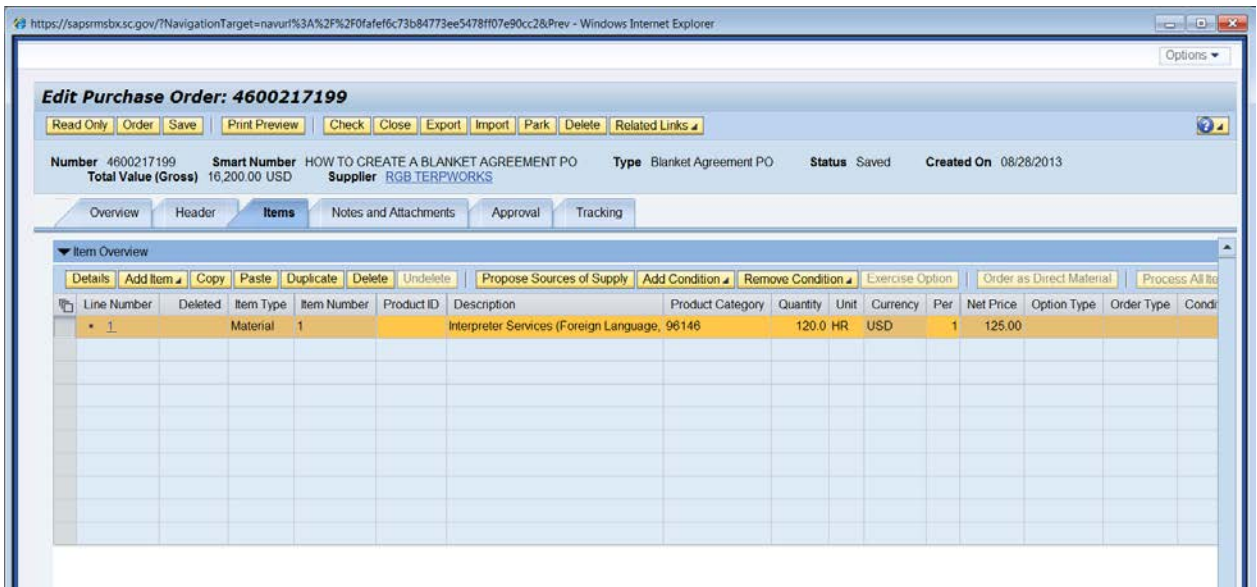 https://sapsrmsbx.sc.gov/?NavigationTarget=navurl%3A%2F%2F0fafef6c73b84773ee5478ff07e90cc2&Prev - Windows Internet Explorer
Options
Edit Purchase Order: 4600217199
Read Only Order Save Print Preview Check Close Export Import Park Delete Related Links
Number 4600217199 Smart Number HOW TO CREATE A BLANKET AGREEMENT PO Type Blanket Agreement PO Status Saved Created On 08/28/2013
Total Value (Gross) 16,200.00 USD Supplier RGB TERPWORKS
Overview Header Items Notes and Attachments Approval Tracking
Item Overview
Details Add Item Copy Paste Duplicate Delete Undelete Propose Sources of Supply Add Condition Remove Condition Exercise Option Order as Direct Material Process All Ite
Line Number Deleted Item Type Item Number Product ID Description Product Category Quantity Unit Currency Per Net Price Option Type Order Type Condi
1 Material 1 Interpreter Services (Foreign Language, 96146 120.0 HR USD 1 125.00